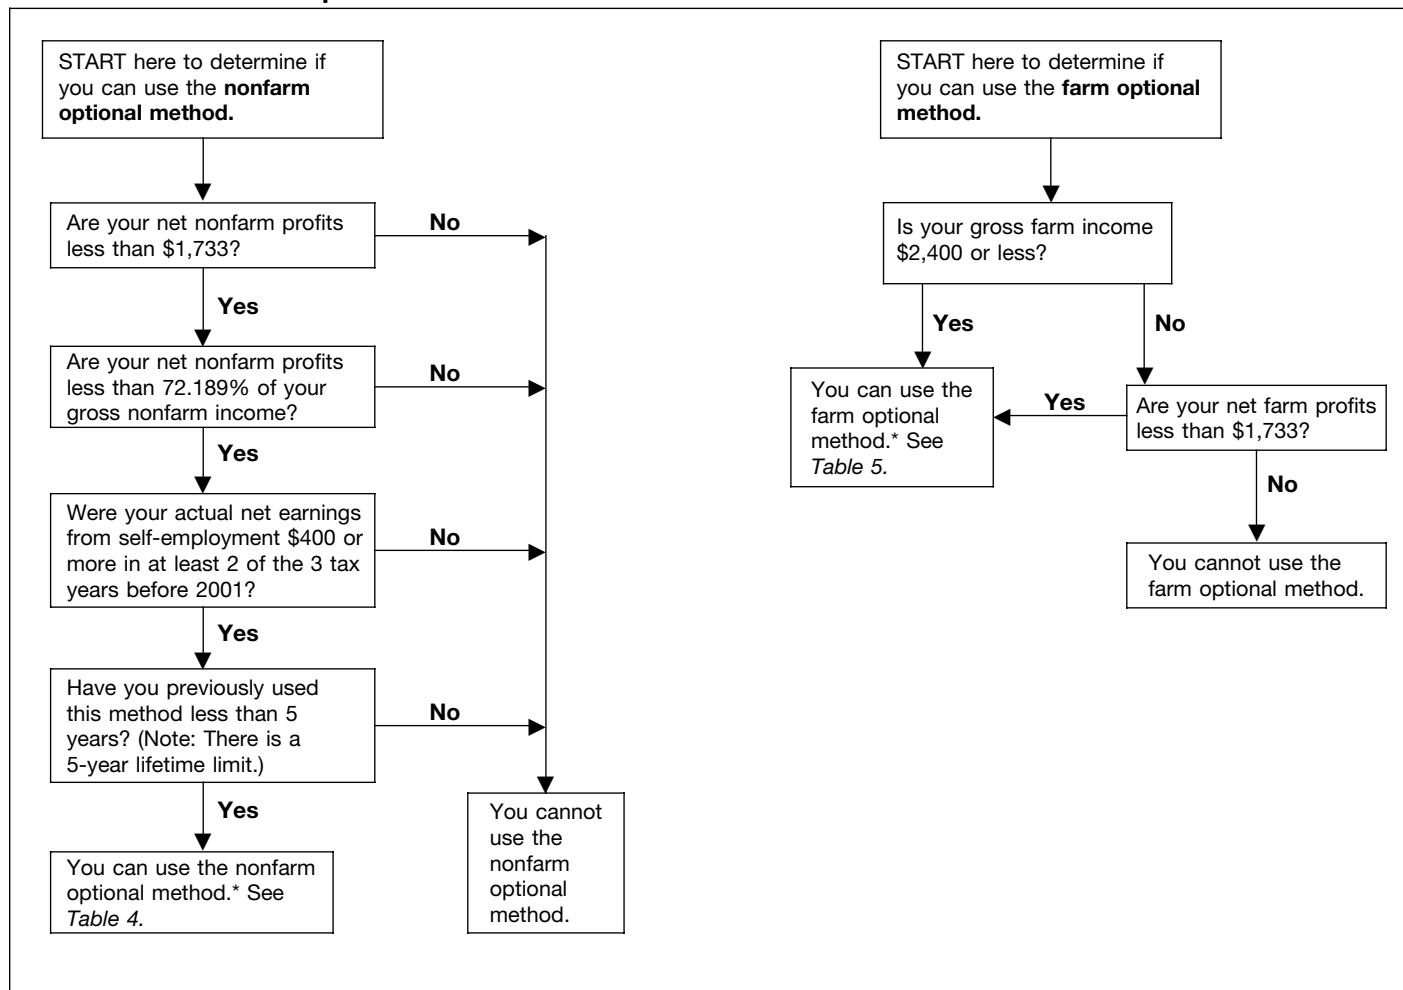 START here to determine if
you can use the nonfarm
optional method.
Are your net nonfarm profits
less than $1,733?
No
Yes
Are your net nonfarm profits
less than 72.189% of your
gross nonfarm income?
No
Yes
Were your actual net earnings
from self-employment $400 or
more in at least 2 of the 3 tax
years before 2001?
No
Yes
Have you previously used
this method less than 5
years? (Note: There is a
5-year lifetime limit.)
No
Yes
You can use the nonfarm
optional method.* See
Table 4.
You cannot
use the
nonfarm
optional
method.
START here to determine if
you can use the farm optional
method.
Is your gross farm income
$2,400 or less?
Yes
No
You can use the
farm optional
method.* See
Table 5.
Yes
Are your net farm profits
less than $1,733?
No
You cannot use the
farm optional method.